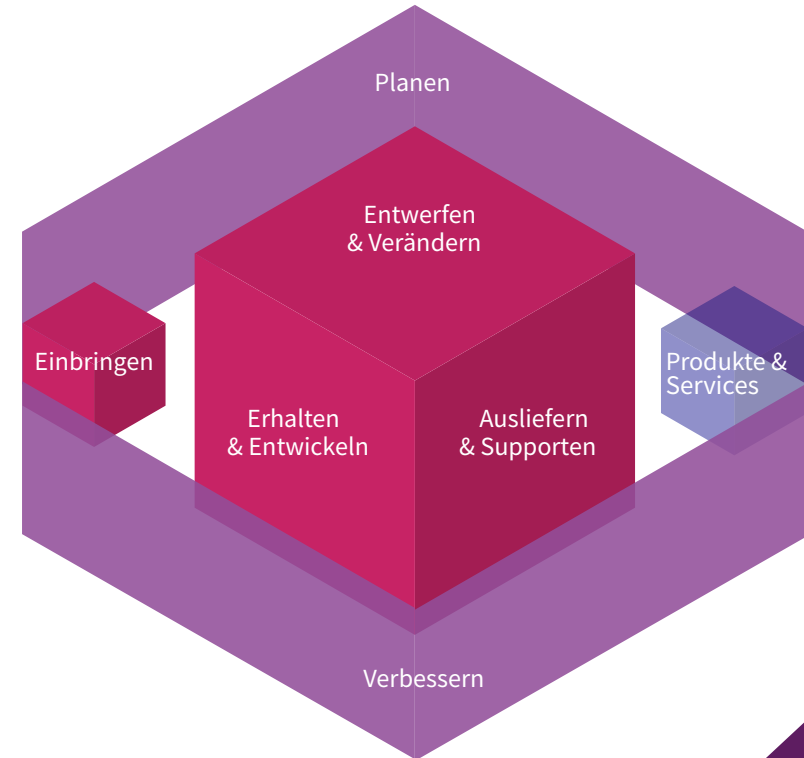 Planen
Entwerfen
& Verändern
Einbringen
Produkte &
Services
Erhalten
& Entwickeln
Ausliefern
& Supporten
Verbessern